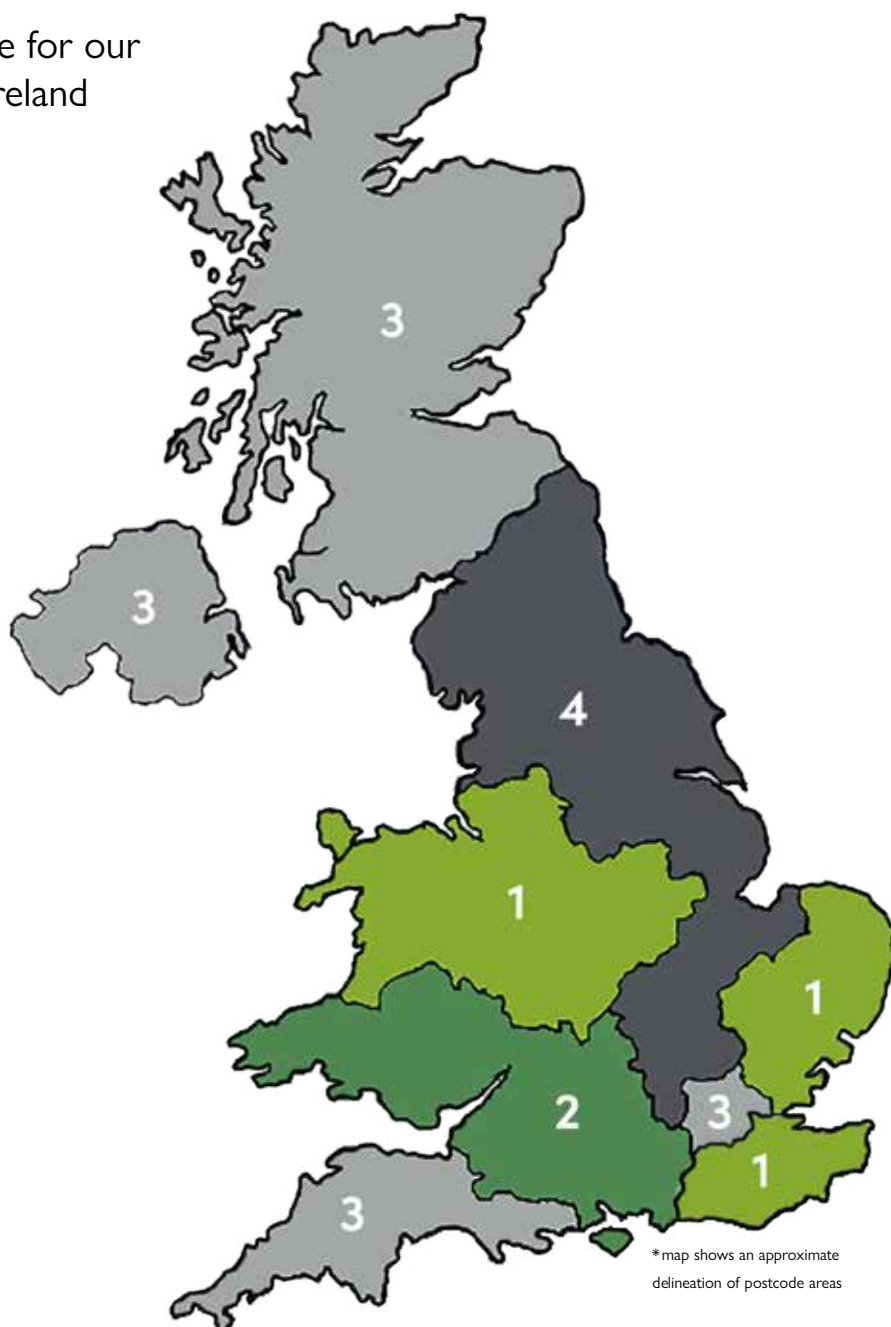 e for our
reland
3
3
4
1
1
3
2
1
3
*map shows an approximate
delineation of postcode areas